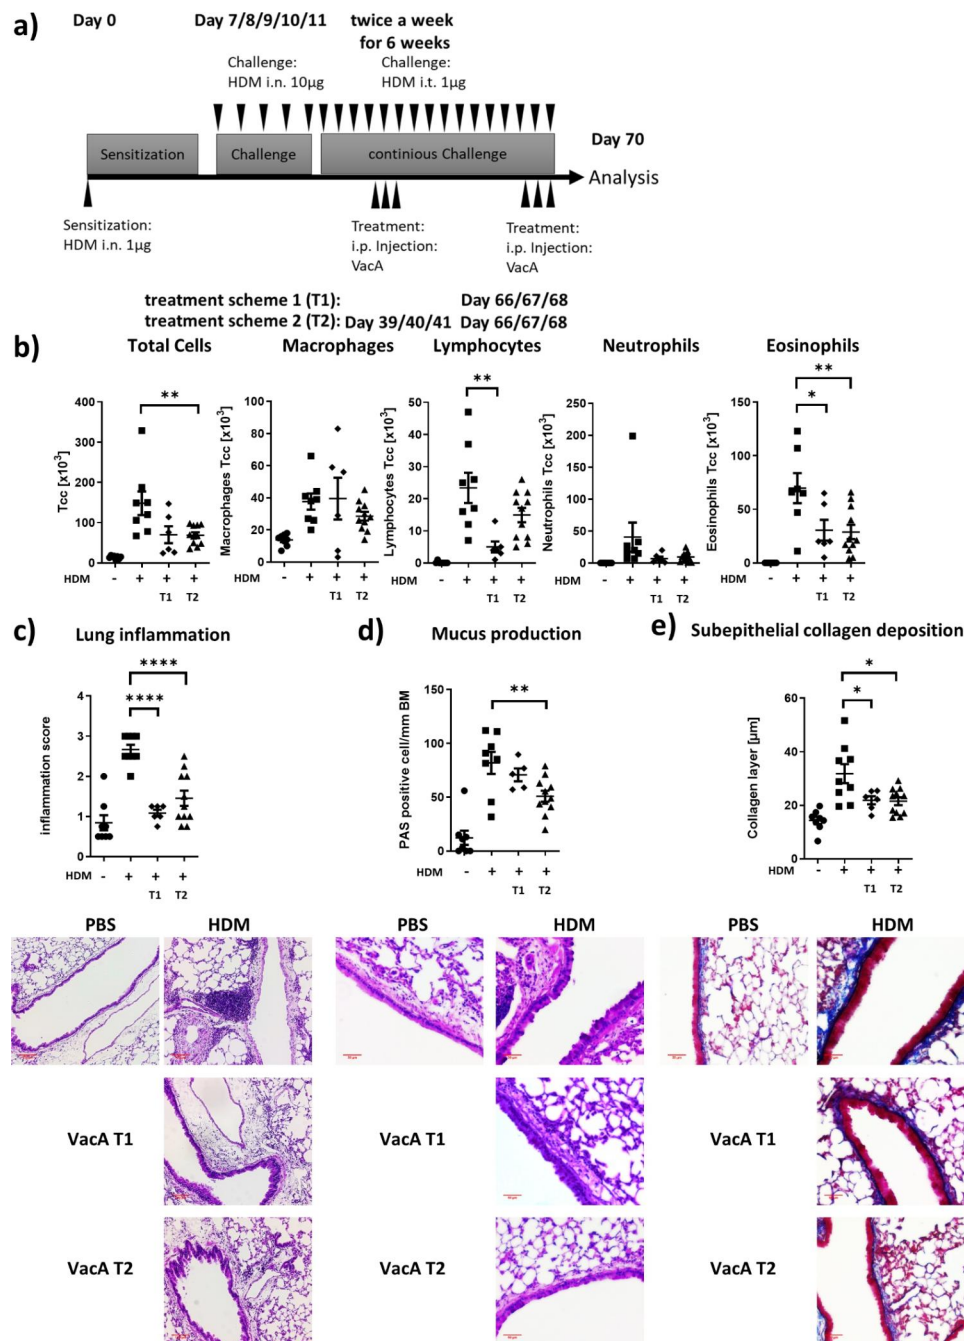 a)
Day 0
Day 7/8/9/10/11
twice a week
for 6 weeks
Challenge:
HDM i.n. 10µg
Challenge:
HDM i.t. 1µg
Day 70
Sensitization
Challenge
continious Challenge
Analysis
Sensitization:
HDM i.n. 1µg
Treatment:
i.p. Injection:
VacA
Treatment:
i.p. Injection:
VacA
treatment scheme 1 (T1): Day 66/67/68
treatment scheme 2 (T2): Day 39/40/41 Day 66/67/68
b)
Total Cells
Tcc [x10³]
400
300
200
100
0
**
HDM - + + +
T1 T2
Macrophages
Macrophages Tcc [x10³]
100
80
60
40
20
0
- + + +
T1 T2
Lymphocytes
Lymphocytes Tcc [x10³]
50
40
30
20
10
0
**
- + + +
T1 T2
Neutrophils
Neutrophils Tcc [x10³]
250
200
150
100
50
0
- + + +
T1 T2
Eosinophils
Eosinophils Tcc [x10³]
150
100
50
0
**
*
HDM - + + +
T1 T2
c)
Lung inflammation
inflammation score
4
3
2
1
0
****
****
HDM - + + +
T1 T2
d)
Mucus production
PAS positive cell/mm BM
150
100
50
0
**
HDM - + + +
T1 T2
e)
Subepithelial collagen deposition
Collagen layer [µm]
60
40
20
0
*
*
HDM - + + +
T1 T2
PBS HDM PBS HDM PBS HDM
VacA T1 VacA T1 VacA T1
VacA T2 VacA T2 VacA T2